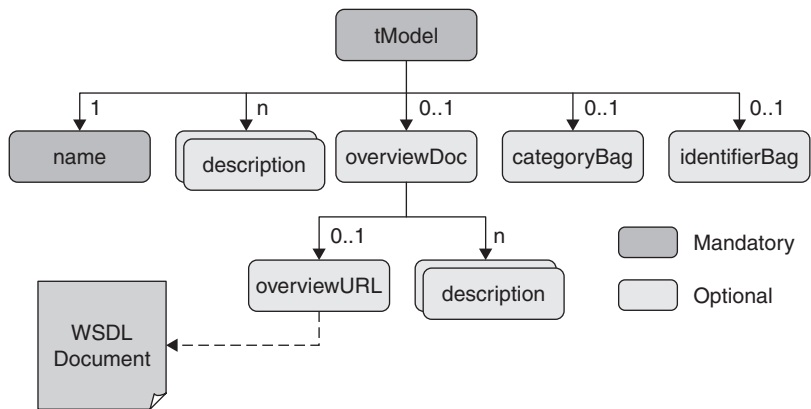 tModel
1
n
0..1
0..1
0..1
name
description
overviewDoc
categoryBag
identifierBag
0..1
n
Mandatory
overviewURL
description
Optional
WSDL
Document